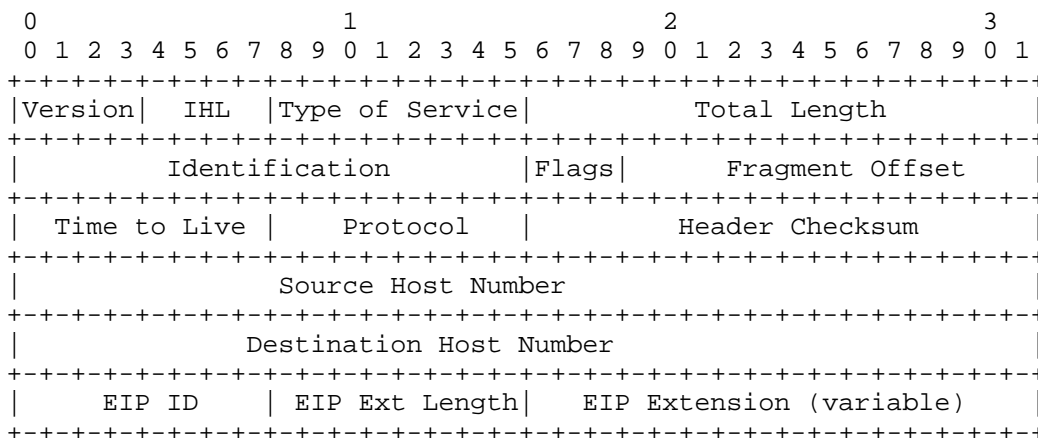 0                   1                   2                   3
 0 1 2 3 4 5 6 7 8 9 0 1 2 3 4 5 6 7 8 9 0 1 2 3 4 5 6 7 8 9 0 1
+-+-+-+-+-+-+-+-+-+-+-+-+-+-+-+-+-+-+-+-+-+-+-+-+-+-+-+-+-+-+-+-+
|Version|  IHL  |Type of Service|          Total Length         |
+-+-+-+-+-+-+-+-+-+-+-+-+-+-+-+-+-+-+-+-+-+-+-+-+-+-+-+-+-+-+-+-+
|         Identification        |Flags|      Fragment Offset    |
+-+-+-+-+-+-+-+-+-+-+-+-+-+-+-+-+-+-+-+-+-+-+-+-+-+-+-+-+-+-+-+-+
|  Time to Live |    Protocol   |         Header Checksum       |
+-+-+-+-+-+-+-+-+-+-+-+-+-+-+-+-+-+-+-+-+-+-+-+-+-+-+-+-+-+-+-+-+
|                Source Host Number                             |
+-+-+-+-+-+-+-+-+-+-+-+-+-+-+-+-+-+-+-+-+-+-+-+-+-+-+-+-+-+-+-+-+
|              Destination Host Number                          |
+-+-+-+-+-+-+-+-+-+-+-+-+-+-+-+-+-+-+-+-+-+-+-+-+-+-+-+-+-+-+-+-+
|     EIP ID    | EIP Ext Length|   EIP Extension (variable)    |
+-+-+-+-+-+-+-+-+-+-+-+-+-+-+-+-+-+-+-+-+-+-+-+-+-+-+-+-+-+-+-+-+